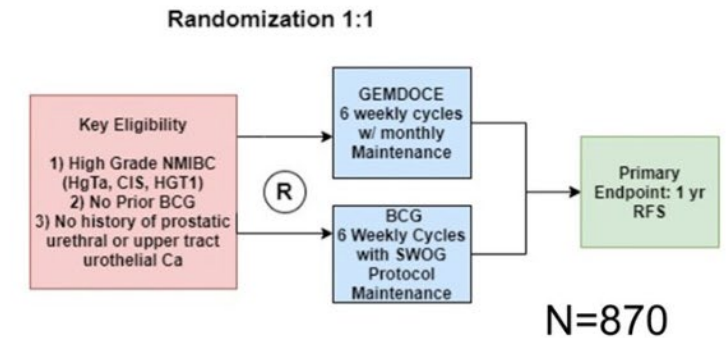 Randomization 1:1
Key Eligibility
1) High Grade NMIBC
(HgTa, CIS, HGT1)
2) No Prior BCG
3) No history of prostatic
urethral or upper tract
urothelial Ca
R
GEMDOCE
6 weekly cycles
w/ monthly
Maintenance
BCG
6 Weekly Cycles
with SWOG
Protocol
Maintenance
Primary
Endpoint: 1 yr
RFS
N=870